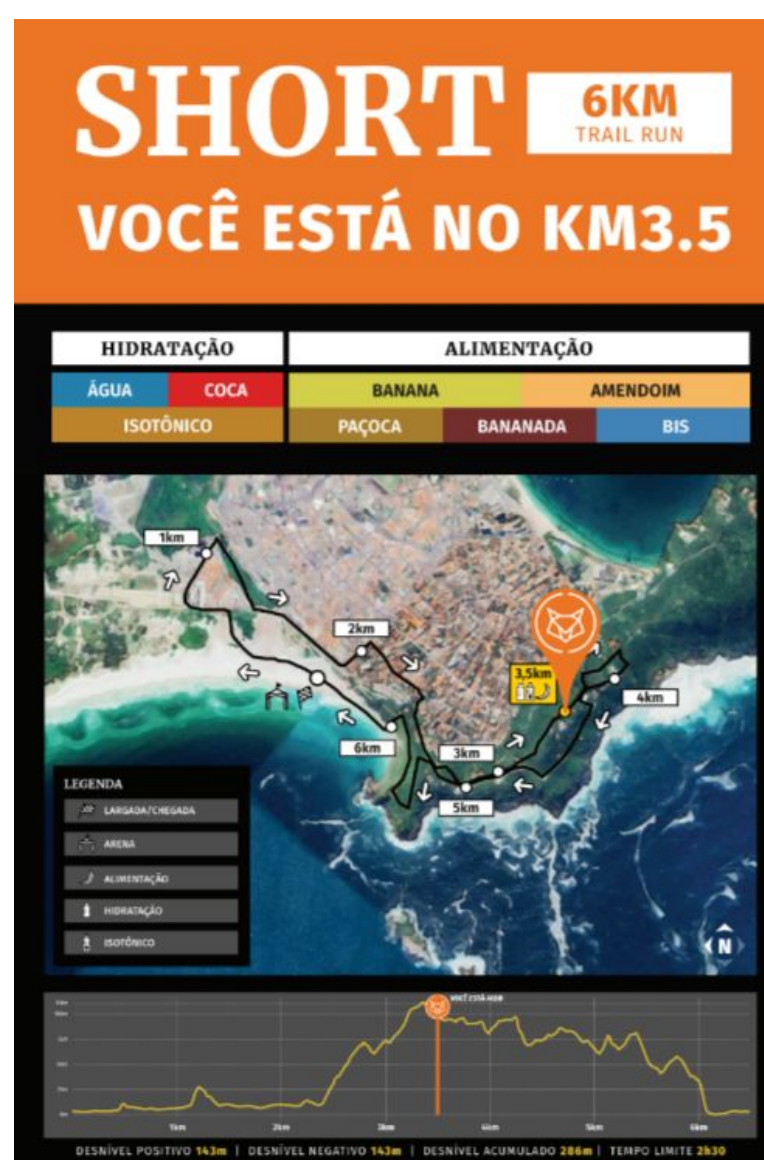 SHORT
6KM
TRAIL RUN
VOCÊ ESTÁ NO KM3.5
HIDRATAÇÃO
ALIMENTAÇÃO
ÁGUA
COCA
BANANA
AMENDOIM
ISOTÔNICO
PAÇOCA
BANANADA
BIS
1km
2km
3,5km
4km
6km
3km
5km
LEGENDA
LARGADA/CHEGADA
ARENA
ALIMENTAÇÃO
HIDRATAÇÃO
ISOTÔNICO
N
VOCÊ ESTÁ AQUI
1km
2km
3km
4km
5km
6km
DESNÍVEL POSITIVO 143m | DESNÍVEL NEGATIVO 143m | DESNÍVEL ACUMULADO 286m | TEMPO LIMITE 2h30